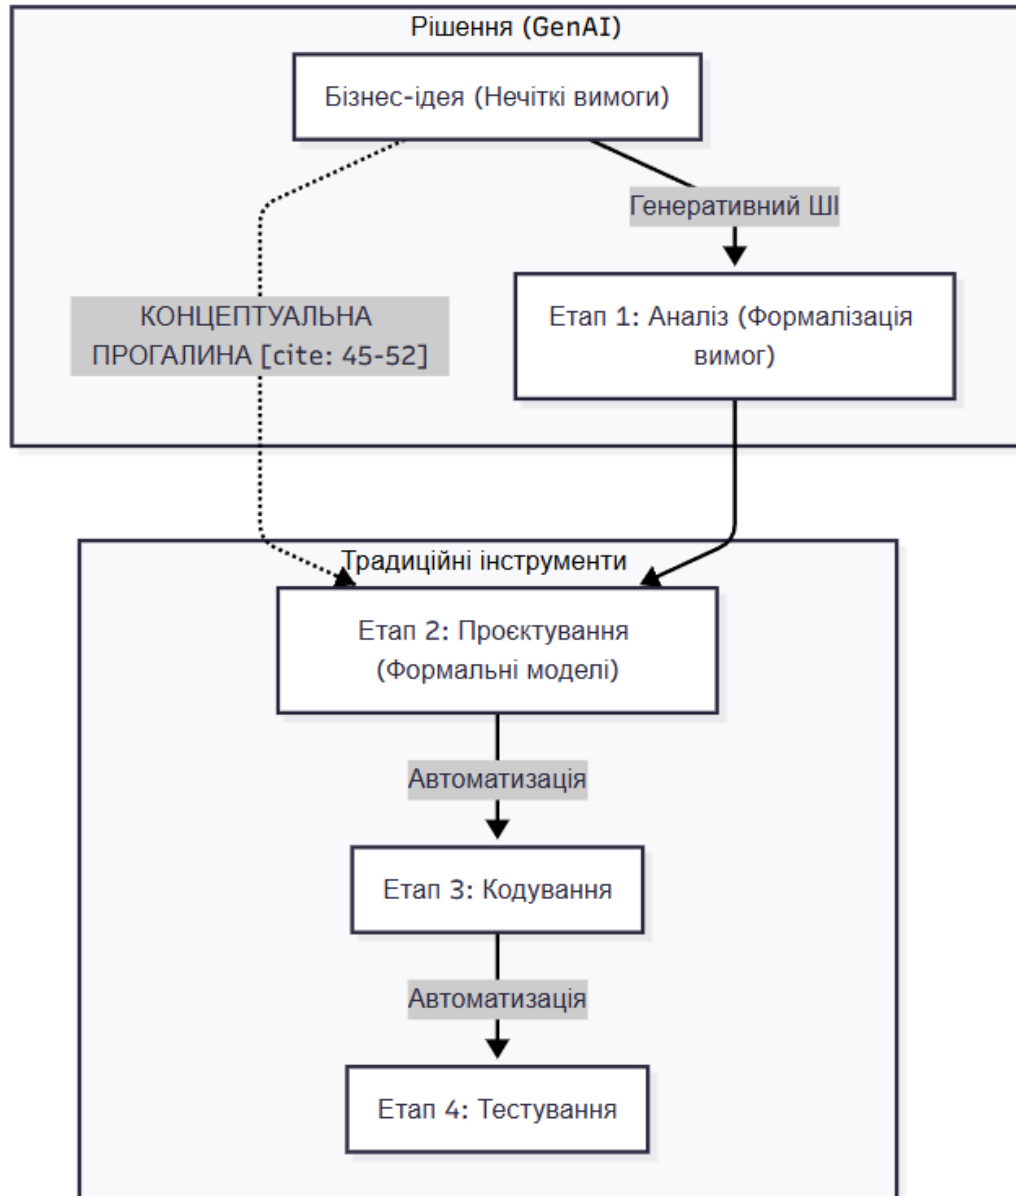 Рішення (GenAI)
Бізнес-ідея (Нечіткі вимоги)
Генеративний ШІ
КОНЦЕПТУАЛЬНА
ПРОГАЛИНА [cite: 45-52]
Етап 1: Аналіз (Формалізація
вимог)
Традиційні інструменти
Етап 2: Проєктування
(Формальні моделі)
Автоматизація
Етап 3: Кодування
Автоматизація
Етап 4: Тестування